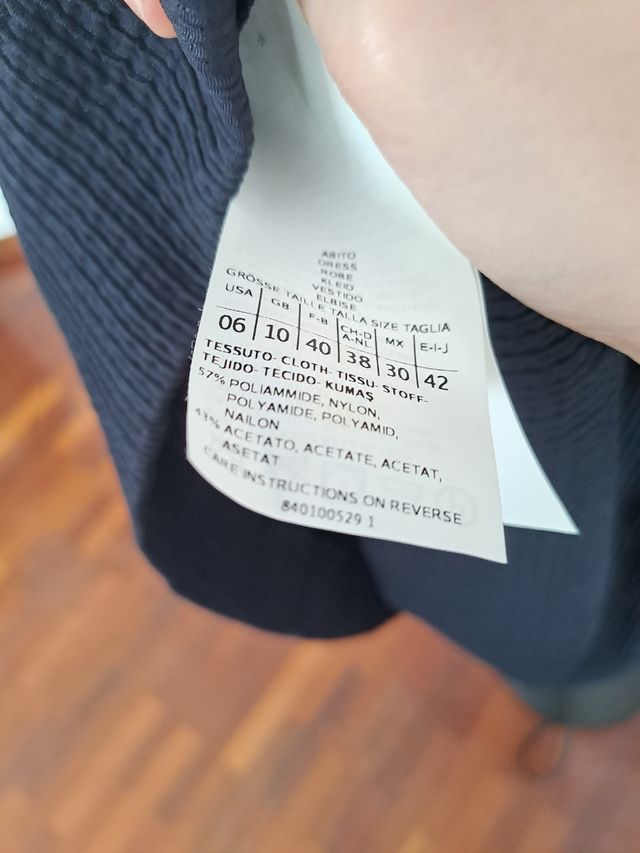 ABITO
DRESS
ROBE
KLEID
VESTIDO
ELBISE
GRÖSSE TAILLE TALLA SIZE TAGLIA
USA GB F-B CH-D A-NL MX E-I-J
06 10 40 38 30 42
TESSUTO- CLOTH- TISSU- STOFF-
TEJIDO- TECIDO- KUMAŞ
57% POLIAMMIDE, NYLON,
POLYAMIDE, POLYAMID,
NAILON
43% ACETATO, ACETATE, ACETAT,
ASETAT
CARE INSTRUCTIONS ON REVERSE
840100529 1